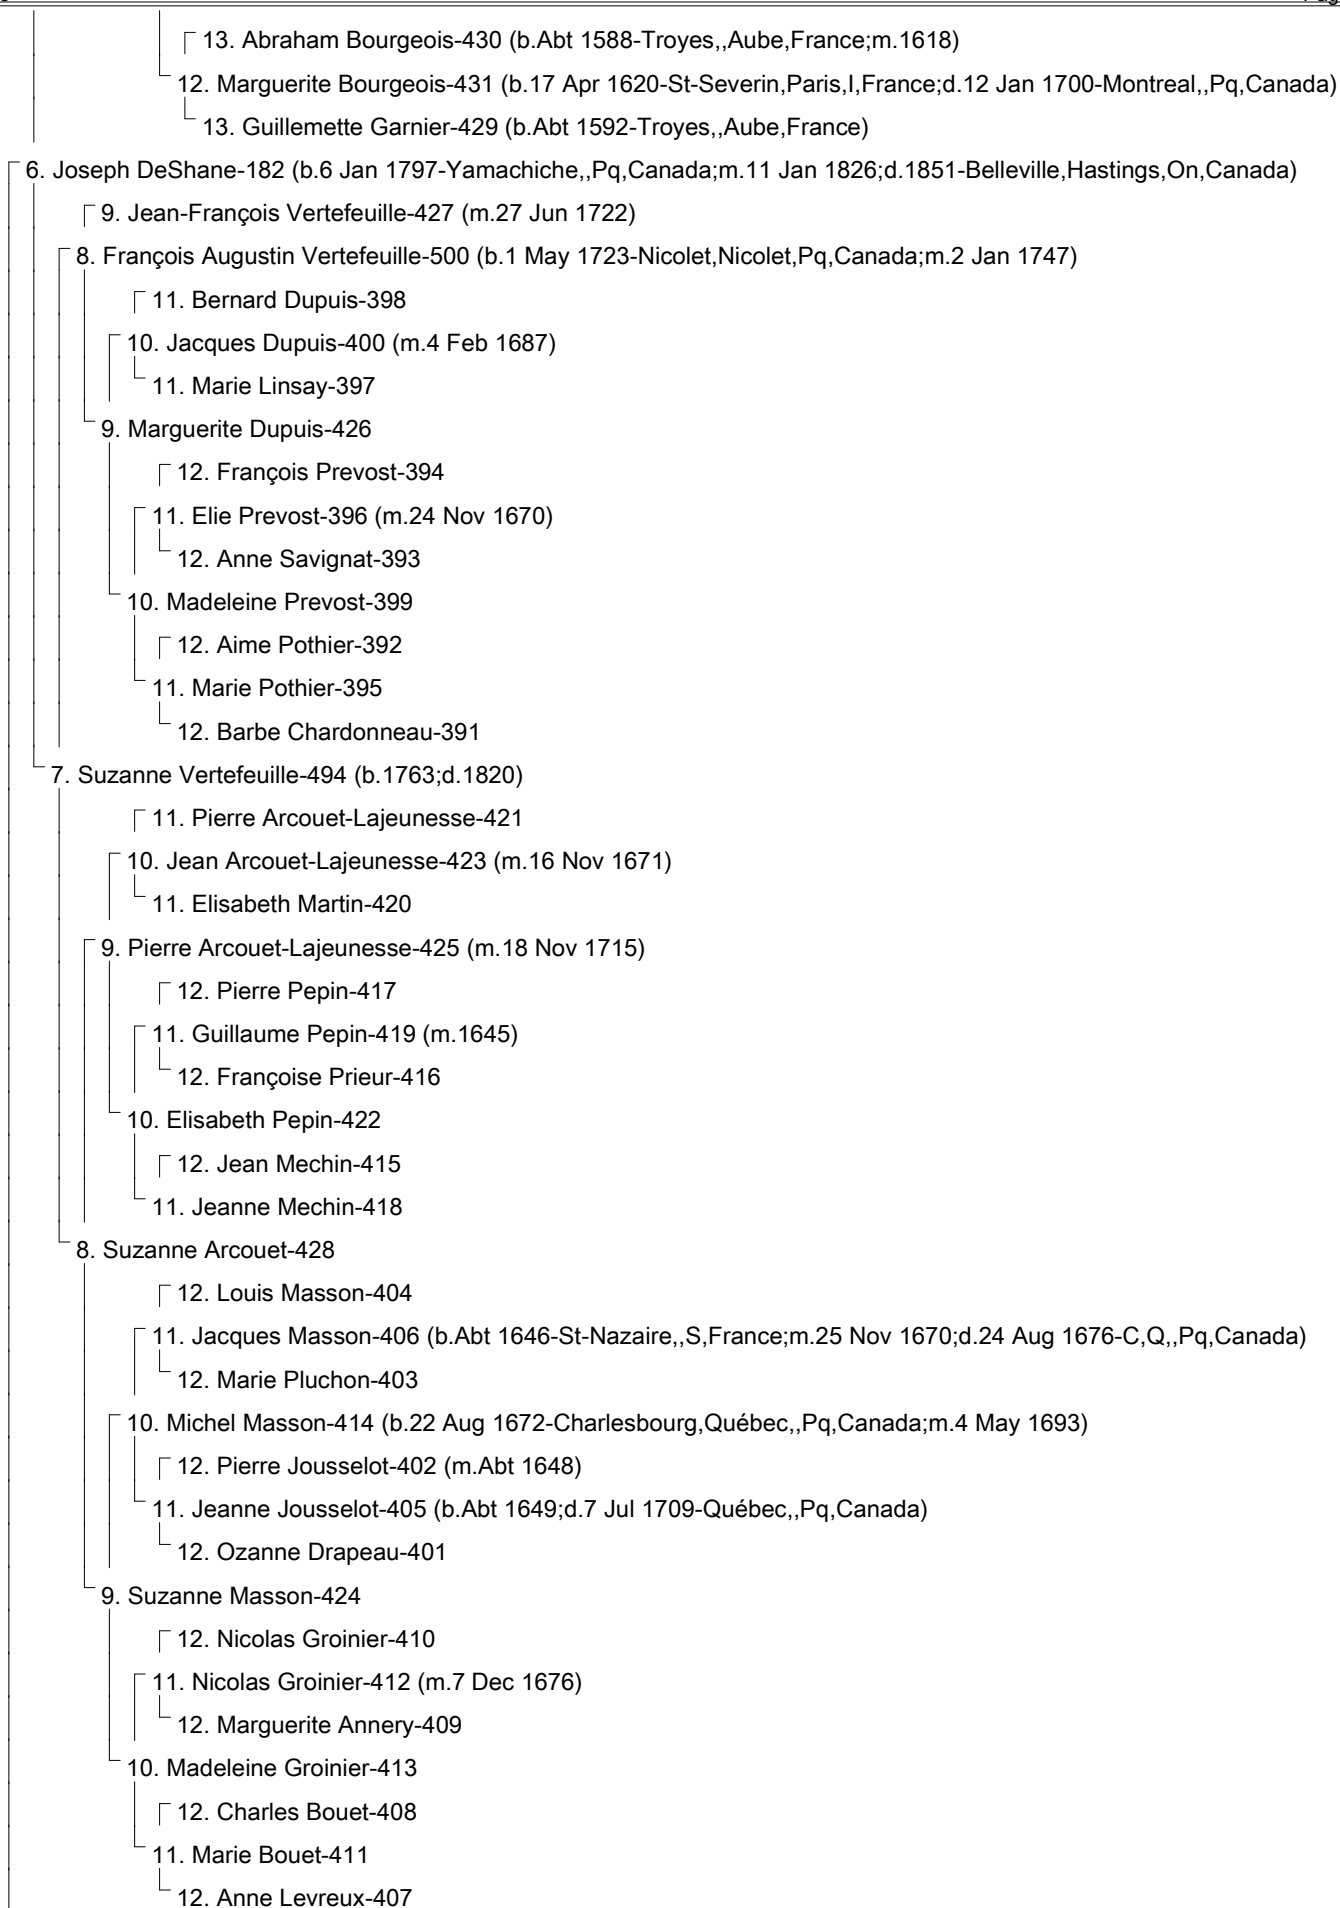 13. Abraham Bourgeois-430 (b.Abt 1588-Troyes,,Aube,France;m.1618)
12. Marguerite Bourgeois-431 (b.17 Apr 1620-St-Severin,Paris,I,France;d.12 Jan 1700-Montreal,,Pq,Canada)
13. Guillemette Garnier-429 (b.Abt 1592-Troyes,,Aube,France)
6. Joseph DeShane-182 (b.6 Jan 1797-Yamachiche,,Pq,Canada;m.11 Jan 1826;d.1851-Belleville,Hastings,On,Canada)
9. Jean-François Vertefeuille-427 (m.27 Jun 1722)
8. François Augustin Vertefeuille-500 (b.1 May 1723-Nicolet,Nicolet,Pq,Canada;m.2 Jan 1747)
11. Bernard Dupuis-398
10. Jacques Dupuis-400 (m.4 Feb 1687)
11. Marie Linsay-397
9. Marguerite Dupuis-426
12. François Prevost-394
11. Elie Prevost-396 (m.24 Nov 1670)
12. Anne Savignat-393
10. Madeleine Prevost-399
12. Aime Pothier-392
11. Marie Pothier-395
12. Barbe Chardonneau-391
7. Suzanne Vertefeuille-494 (b.1763;d.1820)
11. Pierre Arcouet-Lajeunesse-421
10. Jean Arcouet-Lajeunesse-423 (m.16 Nov 1671)
11. Elisabeth Martin-420
9. Pierre Arcouet-Lajeunesse-425 (m.18 Nov 1715)
12. Pierre Pepin-417
11. Guillaume Pepin-419 (m.1645)
12. Françoise Prieur-416
10. Elisabeth Pepin-422
12. Jean Mechin-415
11. Jeanne Mechin-418
8. Suzanne Arcouet-428
12. Louis Masson-404
11. Jacques Masson-406 (b.Abt 1646-St-Nazaire,,S,France;m.25 Nov 1670;d.24 Aug 1676-C,Q,,Pq,Canada)
12. Marie Pluchon-403
10. Michel Masson-414 (b.22 Aug 1672-Charlesbourg,Québec,,Pq,Canada;m.4 May 1693)
12. Pierre Jousselot-402 (m.Abt 1648)
11. Jeanne Jousselot-405 (b.Abt 1649;d.7 Jul 1709-Québec,,Pq,Canada)
12. Ozanne Drapeau-401
9. Suzanne Masson-424
12. Nicolas Groinier-410
11. Nicolas Groinier-412 (m.7 Dec 1676)
12. Marguerite Annery-409
10. Madeleine Groinier-413
12. Charles Bouet-408
11. Marie Bouet-411
12. Anne Levreux-407